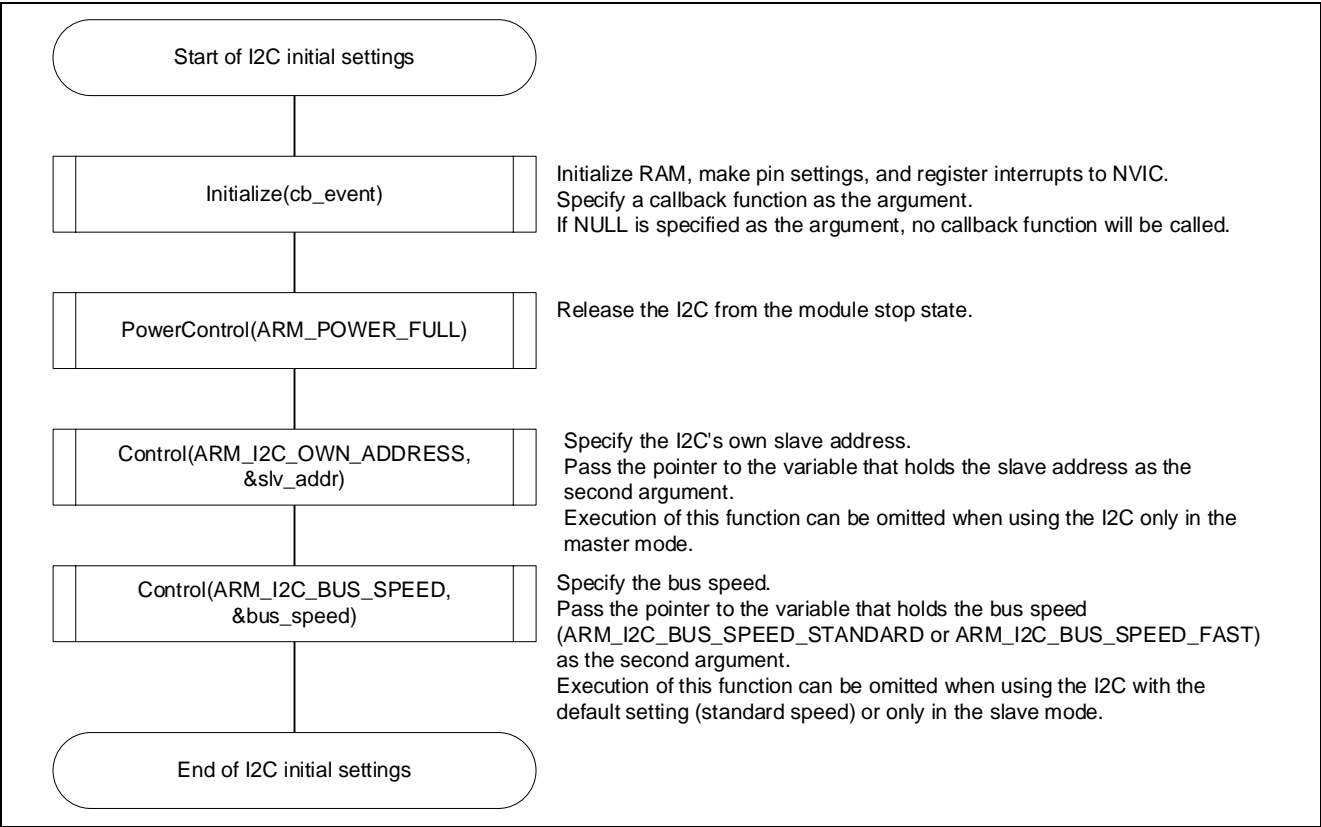 Start of I2C initial settings
Initialize(cb_event)
Initialize RAM, make pin settings, and register interrupts to NVIC.
Specify a callback function as the argument.
If NULL is specified as the argument, no callback function will be called.
PowerControl(ARM_POWER_FULL)
Release the I2C from the module stop state.
Control(ARM_I2C_OWN_ADDRESS,
&slv_addr)
Specify the I2C's own slave address.
Pass the pointer to the variable that holds the slave address as the
second argument.
Execution of this function can be omitted when using the I2C only in the
master mode.
Control(ARM_I2C_BUS_SPEED,
&bus_speed)
Specify the bus speed.
Pass the pointer to the variable that holds the bus speed
(ARM_I2C_BUS_SPEED_STANDARD or ARM_I2C_BUS_SPEED_FAST)
as the second argument.
Execution of this function can be omitted when using the I2C with the
default setting (standard speed) or only in the slave mode.
End of I2C initial settings